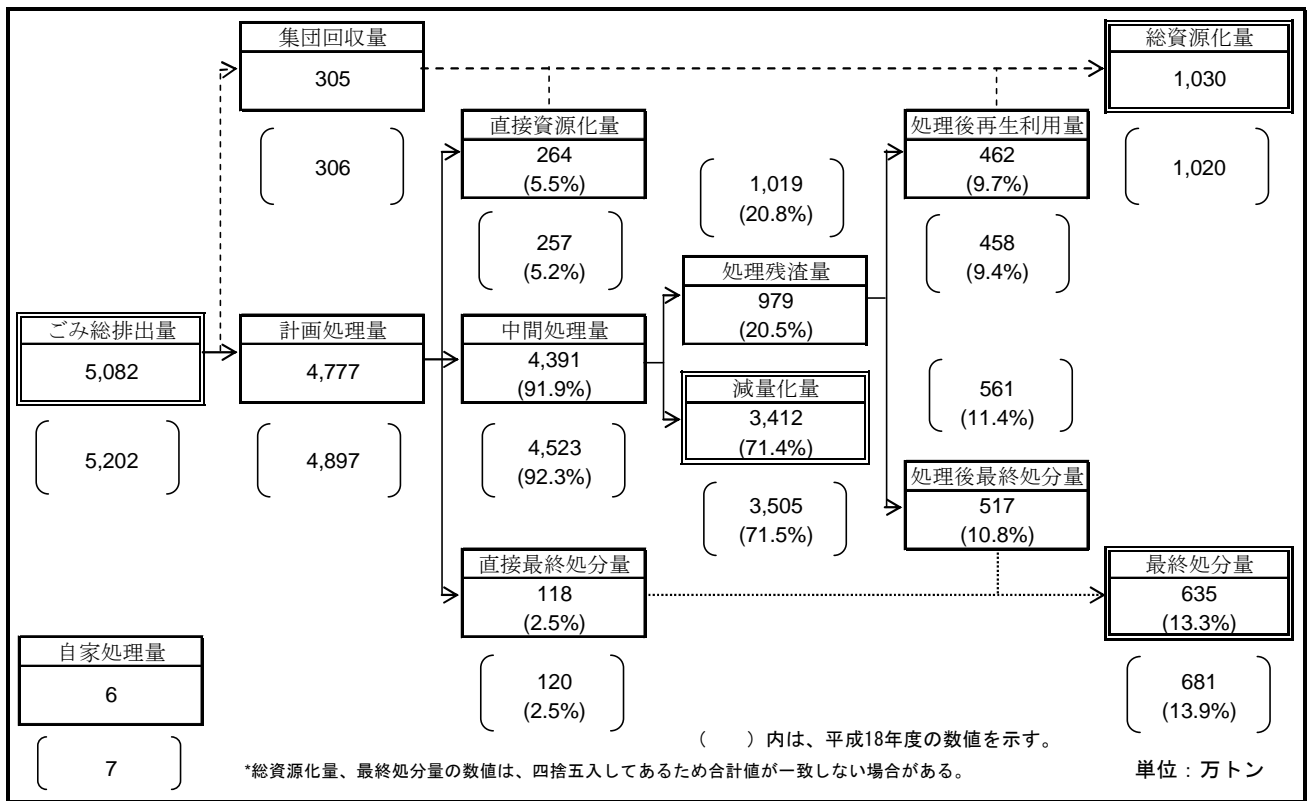 集団回収量
305
306
総資源化量
1,030
1,020
直接資源化量
264
(5.5%)
257
(5.2%)
1,019
(20.8%)
処理後再生利用量
462
(9.7%)
458
(9.4%)
処理残渣量
979
(20.5%)
ごみ総排出量
5,082
5,202
計画処理量
4,777
4,897
中間処理量
4,391
(91.9%)
4,523
(92.3%)
減量化量
3,412
(71.4%)
3,505
(71.5%)
561
(11.4%)
処理後最終処分量
517
(10.8%)
直接最終処分量
118
(2.5%)
120
(2.5%)
最終処分量
635
(13.3%)
681
(13.9%)
自家処理量
6
7
( )内は、平成18年度の数値を示す。
*総資源化量、最終処分量の数値は、四捨五入してあるため合計値が一致しない場合がある。
単位：万トン